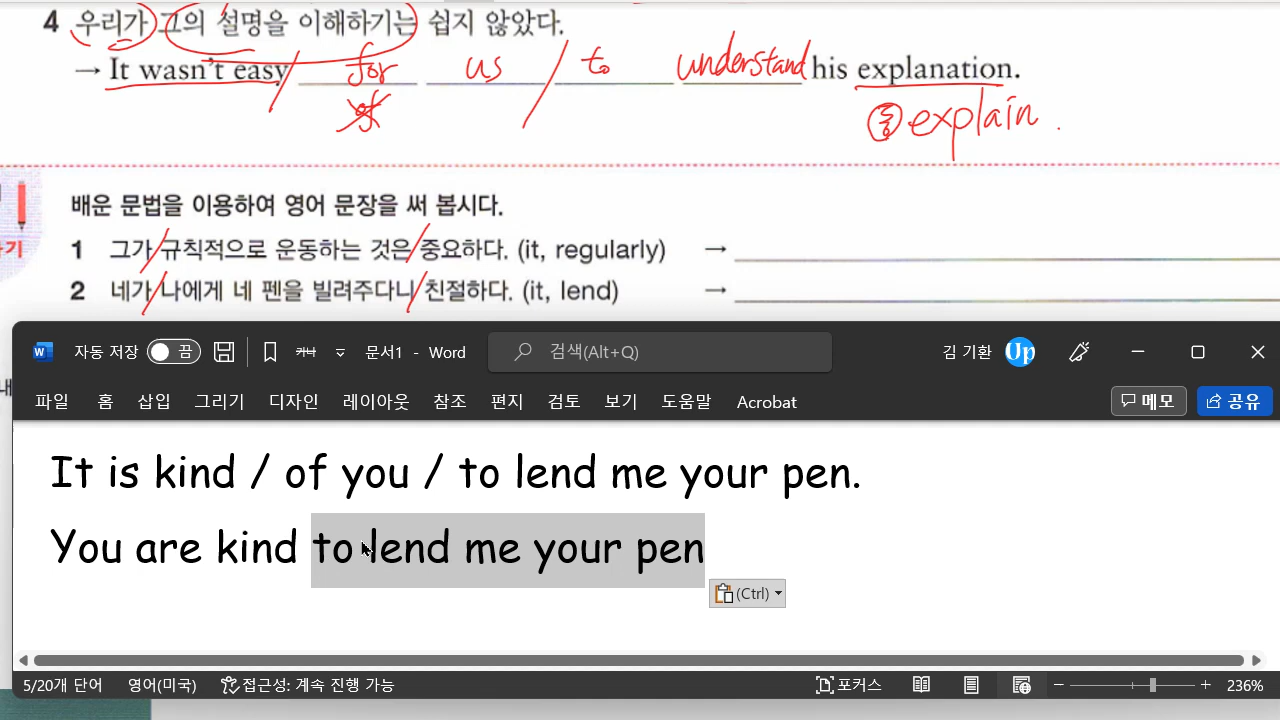 4 우리가 그의 설명을 이해하기는 쉽지 않았다.
→ It wasn't easy / for us / to understand his explanation.
of
동 explain.
배운 문법을 이용하여 영어 문장을 써 봅시다.
1 그가 / 규칙적으로 운동하는 것은 / 중요하다. (it, regularly) →
2 네가 / 나에게 네 펜을 빌려주다니 / 친절하다. (it, lend) →
자동 저장 끔 가나 문서1 - Word 검색(Alt+Q) 김 기환 Up
파일 홈 삽입 그리기 디자인 레이아웃 참조 편지 검토 보기 도움말 Acrobat 메모 공유
It is kind / of you / to lend me your pen.
You are kind to lend me your pen
(Ctrl)
5/20개 단어 영어(미국) 접근성: 계속 진행 가능 포커스 236%